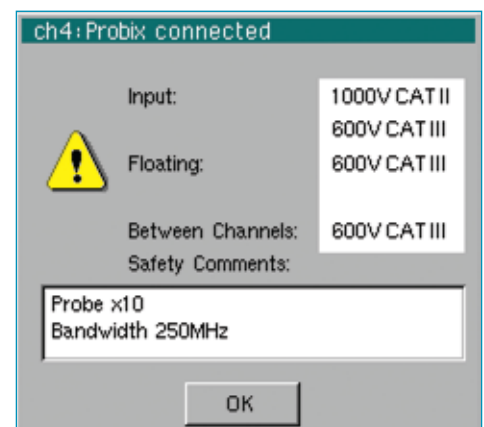 ch4:Probix connected
Input: 1000V CAT II
600V CAT III
Floating: 600V CAT III
Between Channels: 600V CAT III
Safety Comments:
Probe x10
Bandwidth 250MHz
OK